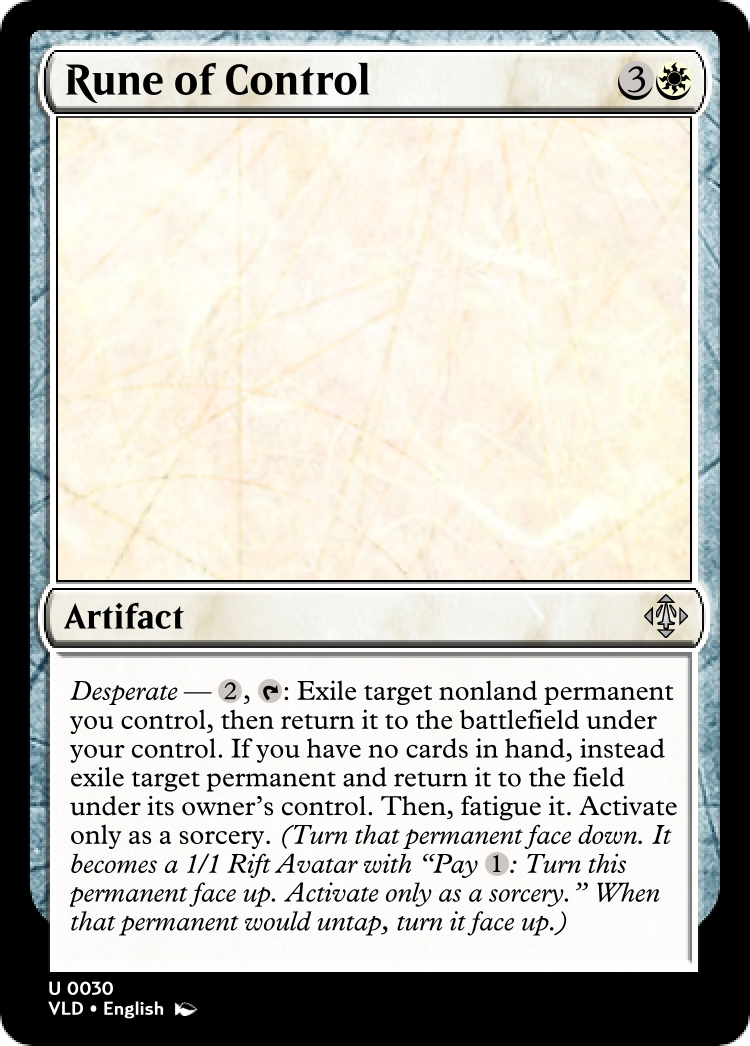 Rune of Control 3
Artifact
Desperate — 2, : Exile target nonland permanent
you control, then return it to the battlefield under
your control. If you have no cards in hand, instead
exile target permanent and return it to the field
under its owner's control. Then, fatigue it. Activate
only as a sorcery. (Turn that permanent face down. It
becomes a 1/1 Rift Avatar with “Pay 1: Turn this
permanent face up. Activate only as a sorcery.” When
that permanent would untap, turn it face up.)
U 0030
VLD • English